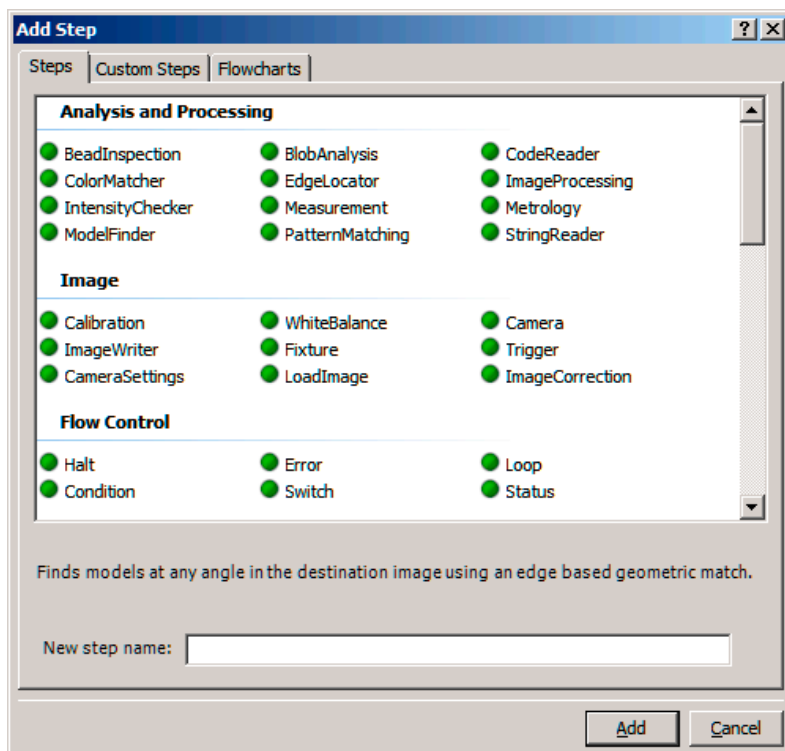 Add Step
Steps Custom Steps Flowcharts
Analysis and Processing
BeadInspection BlobAnalysis CodeReader
ColorMatcher EdgeLocator ImageProcessing
IntensityChecker Measurement Metrology
ModelFinder PatternMatching StringReader
Image
Calibration WhiteBalance Camera
ImageWriter Fixture Trigger
CameraSettings LoadImage ImageCorrection
Flow Control
Halt Error Loop
Condition Switch Status
Finds models at any angle in the destination image using an edge based geometric match.
New step name:
Add Cancel